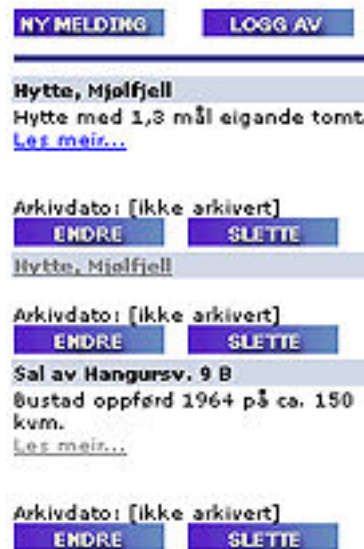 NY MELDING LOGG AV
Hytte, Mjølfjell
Hytte med 1,3 mål eigande tomt.
Les meir...
Arkivdato: [ikke arkivert]
ENDRE SLETTE
Hytte, Mjølfjell
Arkivdato: [ikke arkivert]
ENDRE SLETTE
Sal av Hangursv. 9 B
Bustad oppførd 1964 på ca. 150
kvm.
Les meir...
Arkivdato: [ikke arkivert]
ENDRE SLETTE